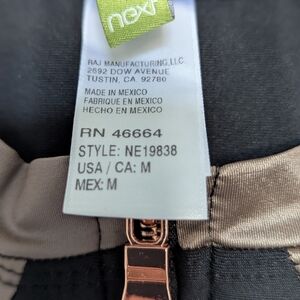 next
RAJ MANUFACTURING, LLC.
2692 DOW AVENUE
TUSTIN, CA. 92780
MADE IN MEXICO
FABRIQUE EN MEXICO
HECHO EN MEXICO
RN 46664
STYLE: NE19838
USA / CA: M
MEX: M